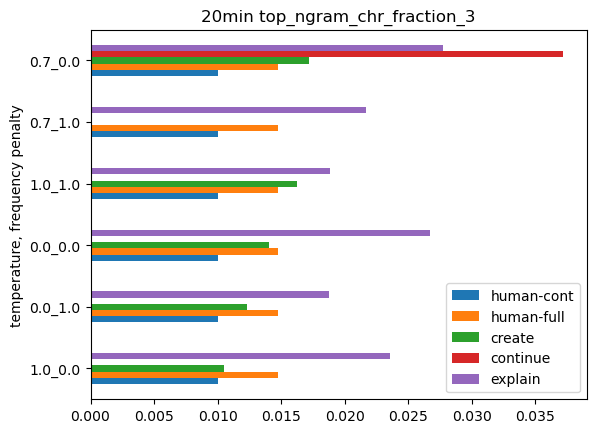 20min top_ngram_chr_fraction_3
temperature, frequency penalty
0.7_0.0
0.7_1.0
1.0_1.0
0.0_0.0
0.0_1.0
1.0_0.0
human-cont
human-full
create
continue
explain
0.000 0.005 0.010 0.015 0.020 0.025 0.030 0.035